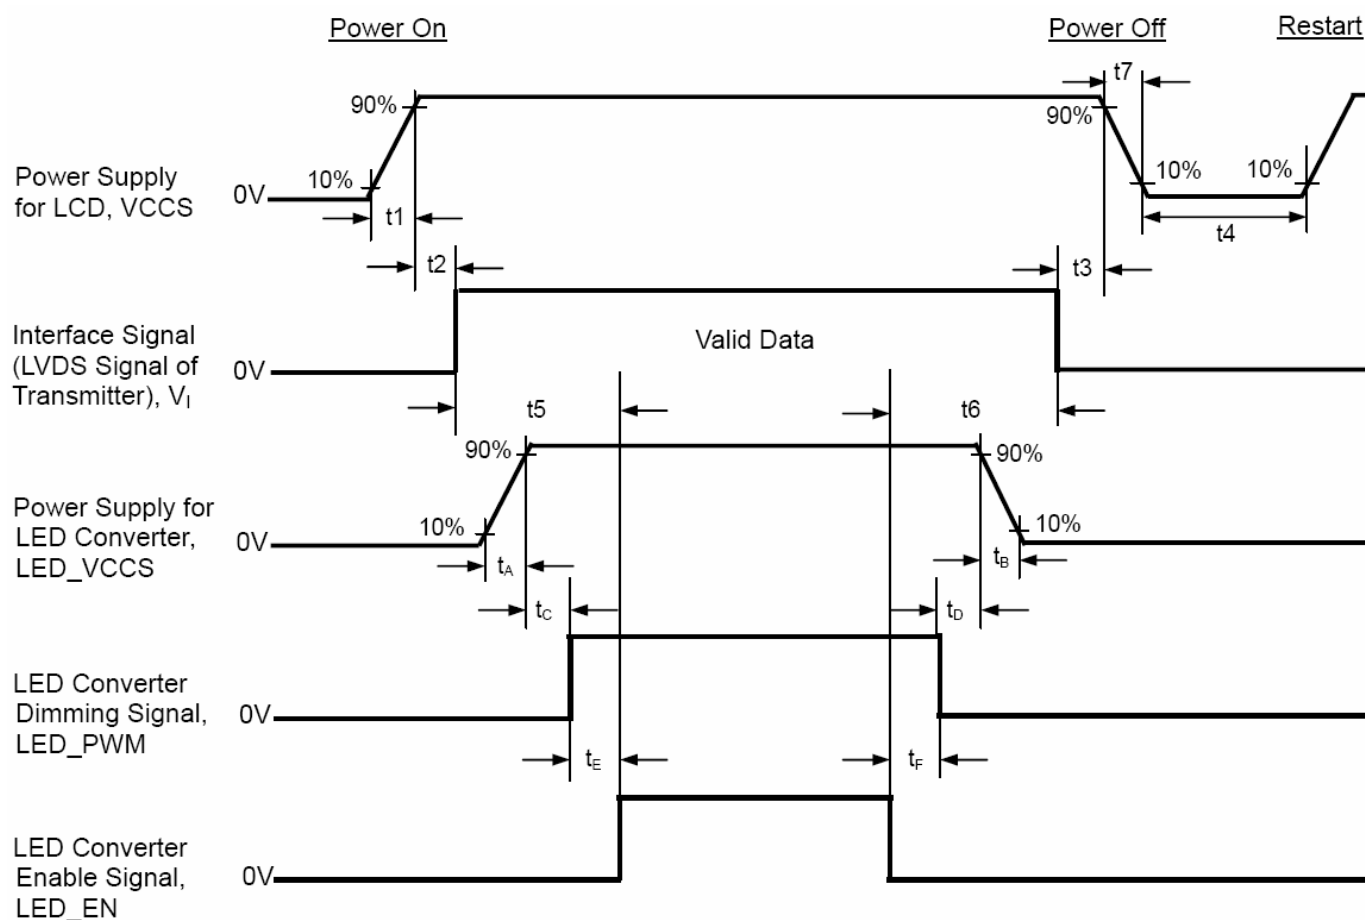 Power On
Power Off
Restart
t7
90%
90%
Power Supply
for LCD, VCCS
0V
10%
10%
10%
t1
t4
t2
t3
Interface Signal
(LVDS Signal of
Transmitter), VI
0V
Valid Data
t5
t6
90%
90%
Power Supply for
LED Converter,
LED_VCCS
0V
10%
10%
tA
tB
tC
tD
LED Converter
Dimming Signal,
LED_PWM
0V
tE
tF
LED Converter
Enable Signal,
LED_EN
0V